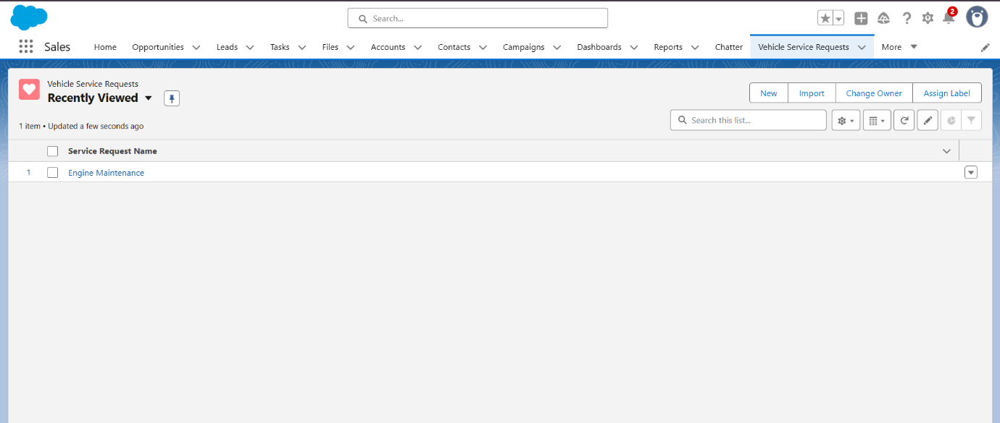 Search...
2
Sales Home Opportunities Leads Tasks Files Accounts Contacts Campaigns Dashboards Reports Chatter Vehicle Service Requests More
Vehicle Service Requests
Recently Viewed
New Import Change Owner Assign Label
1 item • Updated a few seconds ago
Search this list...
Service Request Name
1 Engine Maintenance